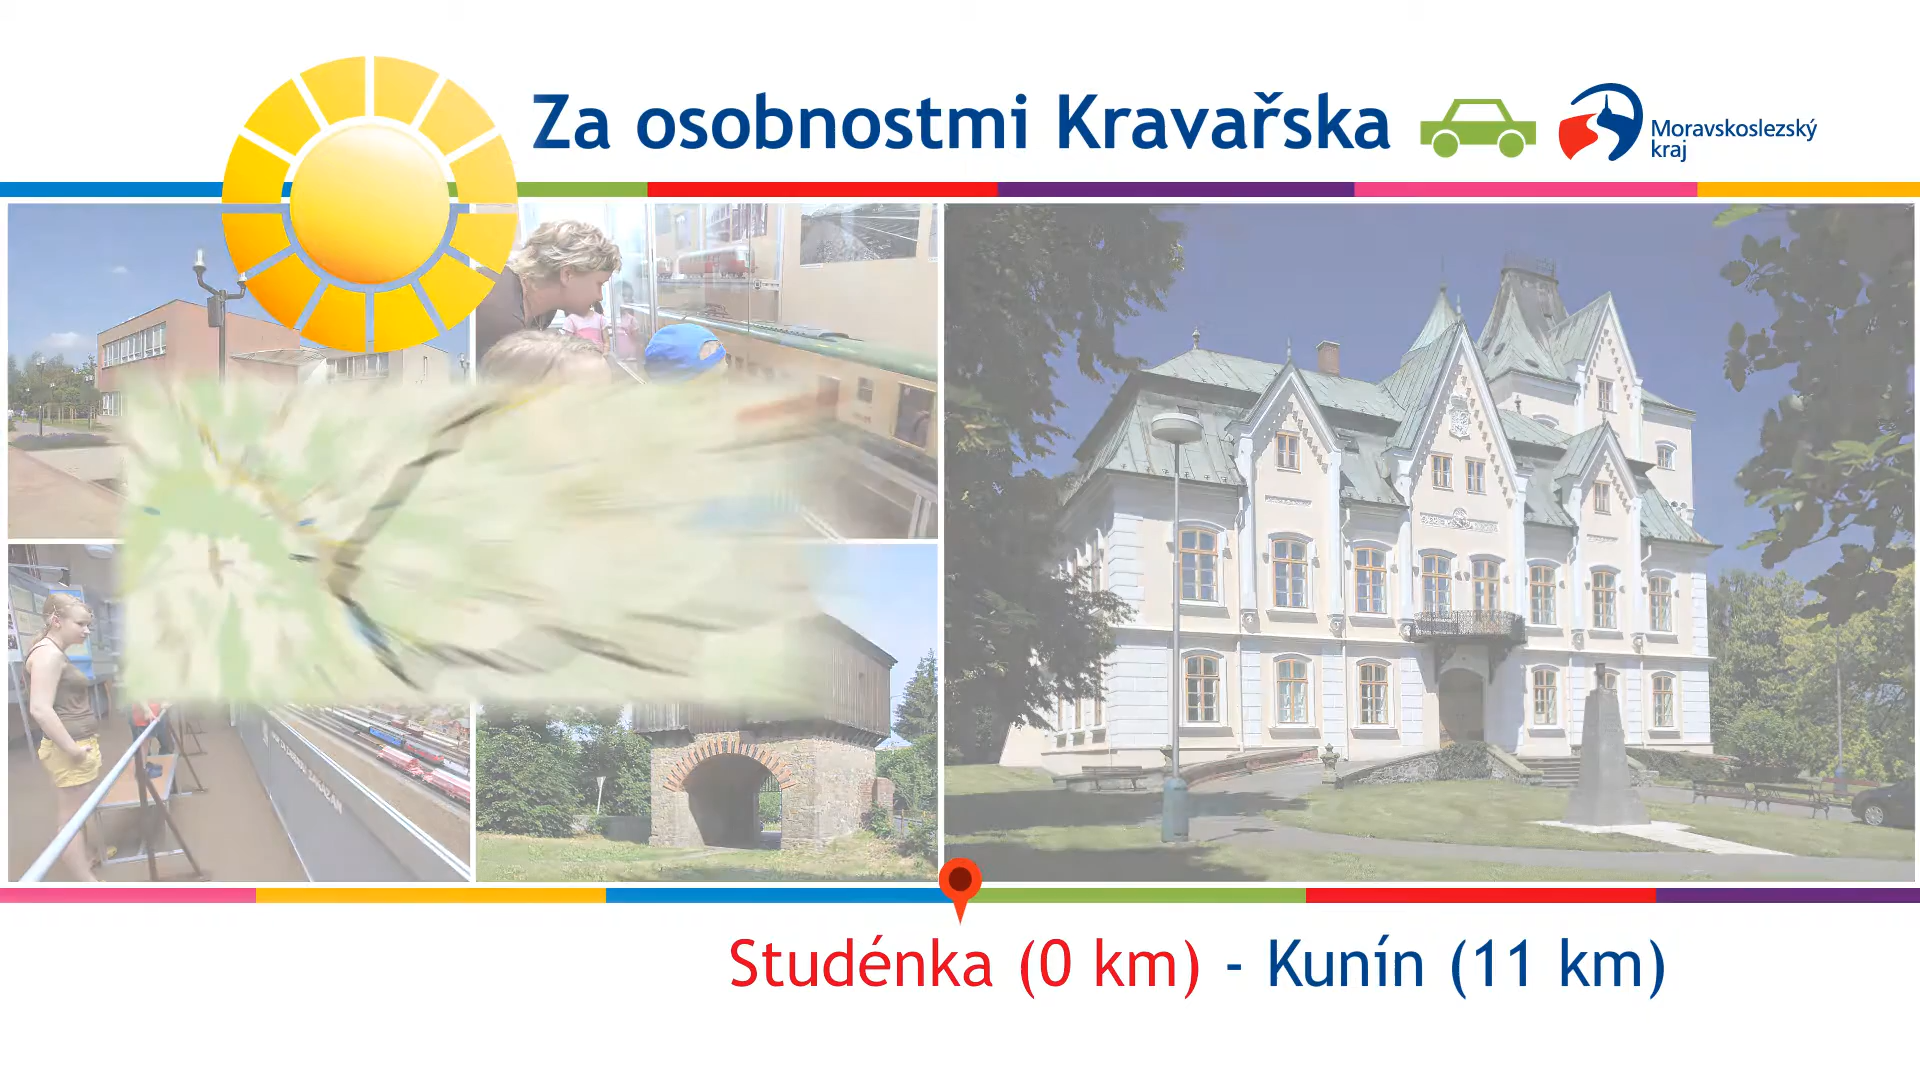 Za osobnostmi Kravařska
Moravskoslezský
kraj
Studénka (0 km) - Kunín (11 km)